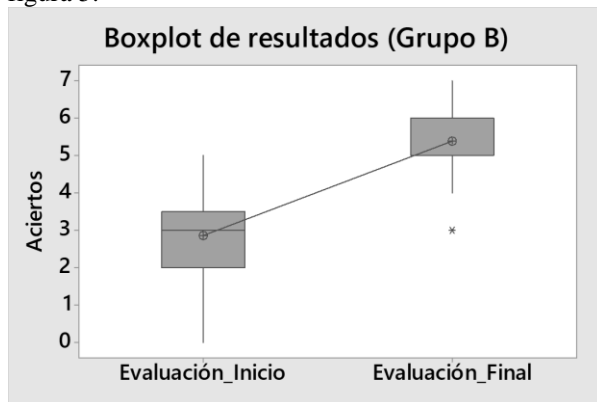 figura 3.
Boxplot de resultados (Grupo B)
7
6
5
4
3
2
1
0
Aciertos
Evaluación_Inicio
Evaluación_Final